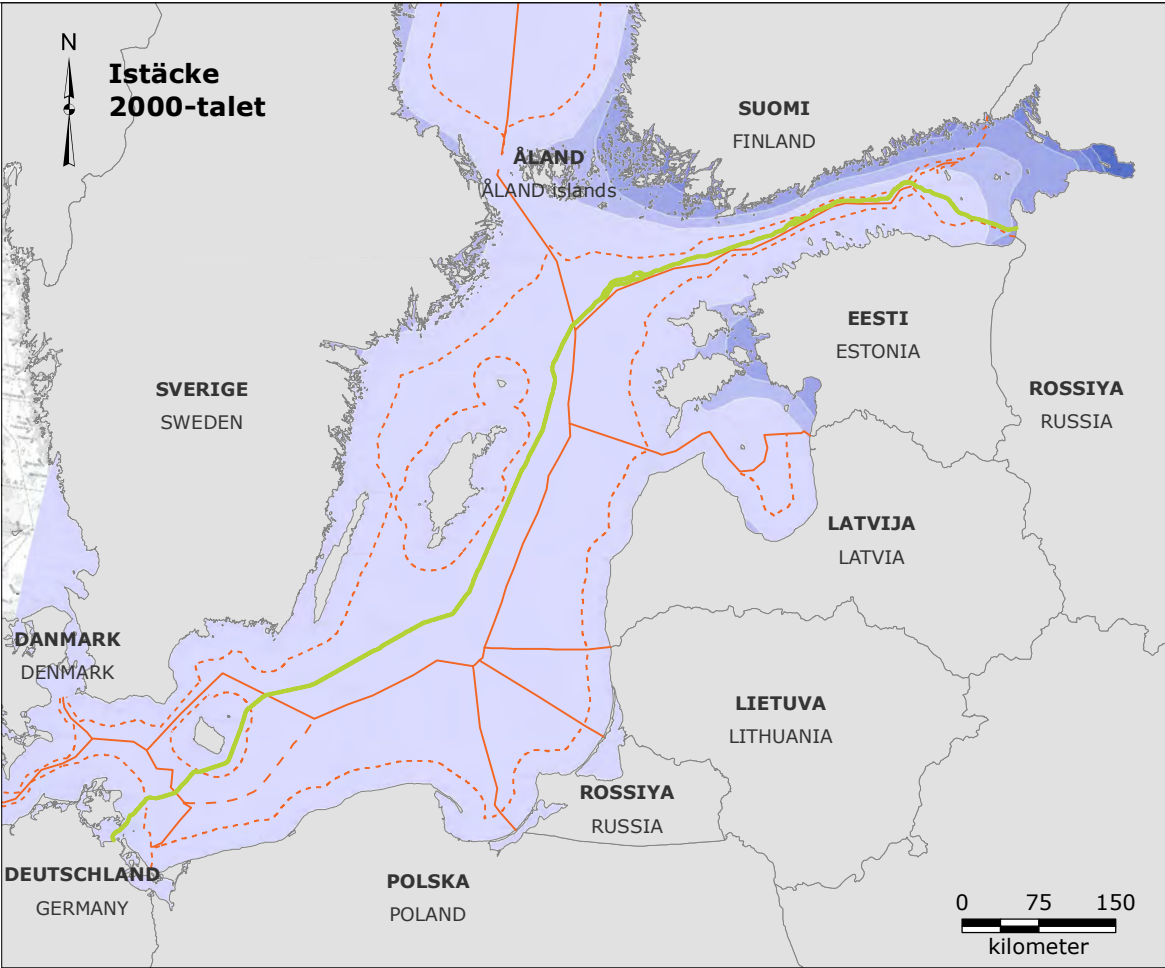 N
Istäcke
2000-talet
SUOMI
FINLAND
ÅLAND
ÅLAND islands
EESTI
ESTONIA
SVERIGE
SWEDEN
ROSSIYA
RUSSIA
LATVIJA
LATVIA
DANMARK
DENMARK
LIETUVA
LITHUANIA
ROSSIYA
RUSSIA
DEUTSCHLAND
GERMANY
POLSKA
POLAND
0 75 150
kilometer